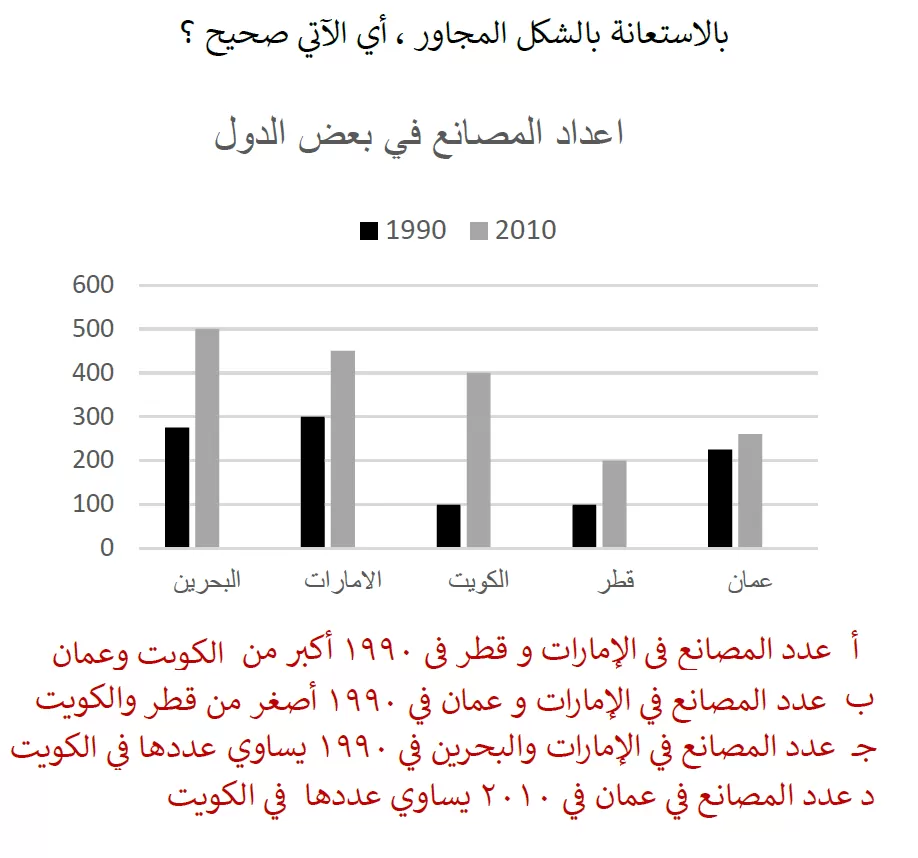 بالاستعانة بالشكل المجاور ، أي الآتي صحيح ؟
اعداد المصانع في بعض الدول
1990 2010
600
500
400
300
200
100
0
البحرين الامارات الكويت قطر عمان
أ عدد المصانع في الإمارات و قطر في ١٩٩٠ أكبر من الكويت وعمان
ب عدد المصانع في الإمارات و عمان في ١٩٩٠ أصغر من قطر والكويت
جـ عدد المصانع في الإمارات والبحرين في ١٩٩٠ يساوي عددها في الكويت
د عدد المصانع في عمان في ٢٠١٠ يساوي عددها في الكويت